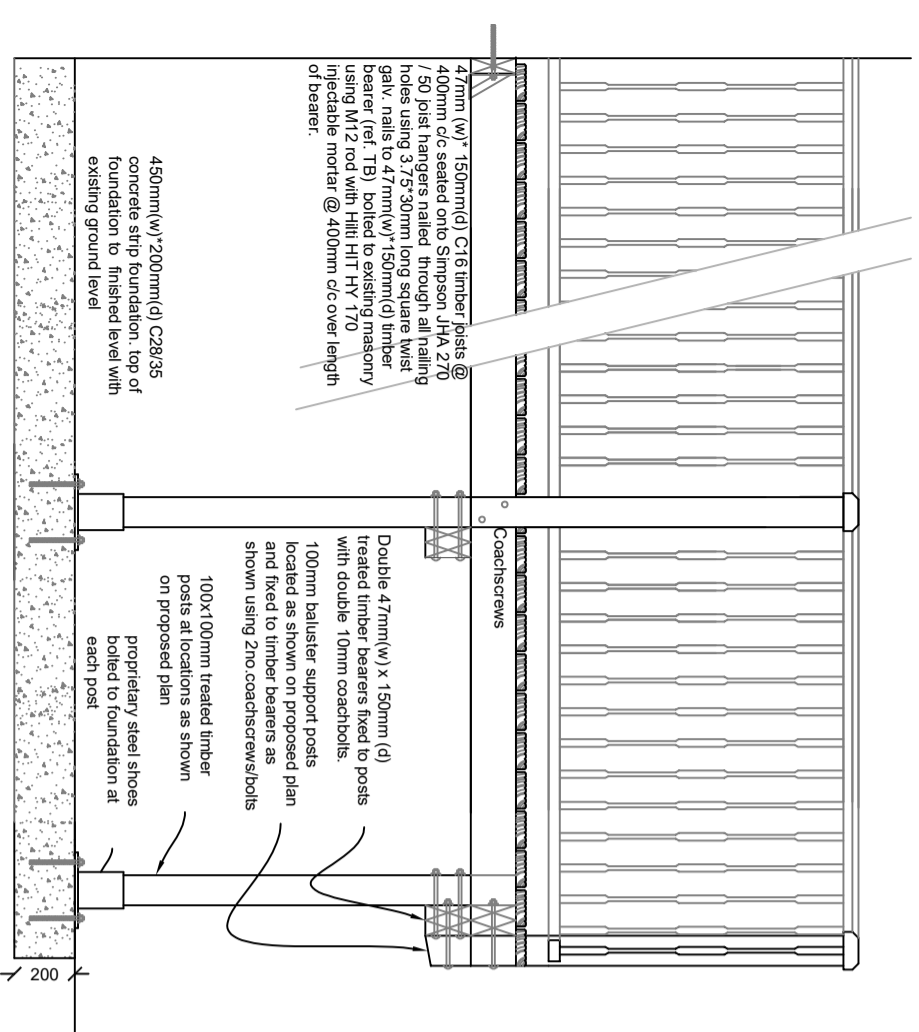 47mm (w)* 150mm(d) C16 timber joists @
400mm c/c seated onto Simpson JHA 270
/ 50 joist hangers nailed through all nailing
holes using 3.75*30mm long square twist
galv. nails to 47mm(w)*150mm(d) timber
bearer (ref. TB) bolted to existing masonry
using M12 rod with Hilti HIT HY 170
injectable mortar @ 400mm c/c over length
of bearer.
450mm(w)*200mm(d) C28/35
concrete strip foundation. top of
foundation to finished level with
existing ground level
Coachscrews
Double 47mm(w) x 150mm (d)
treated timber bearers fixed to posts
with double 10mm coachbolts.
100mm baluster support posts
located as shown on proposed plan
and fixed to timber bearers as
shown using 2no.coachscrews/bolts
100x100mm treated timber
posts at locations as shown
on proposed plan
proprietary steel shoes
bolted to foundation at
each post
200